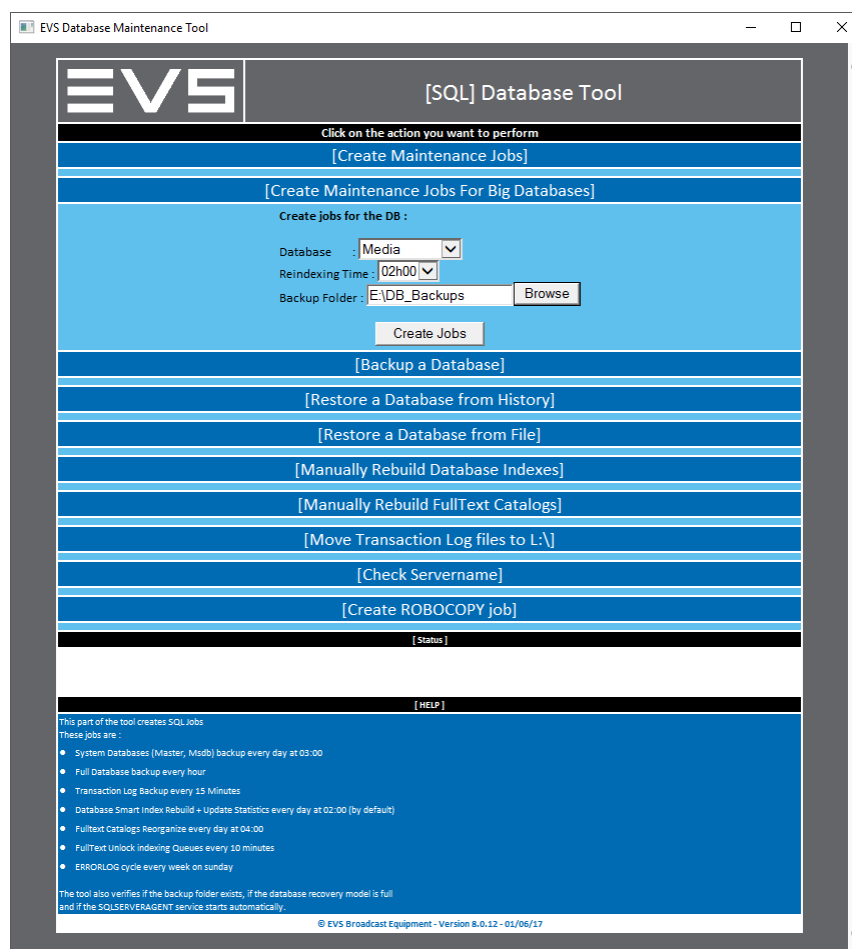 EVS Database Maintenance Tool
EVS
[SQL] Database Tool
Click on the action you want to perform
[Create Maintenance Jobs]
[Create Maintenance Jobs For Big Databases]
Create jobs for the DB :
Database : Media
Reindexing Time : 02h00
Backup Folder : E:\DB_Backups Browse
Create Jobs
[Backup a Database]
[Restore a Database from History]
[Restore a Database from File]
[Manually Rebuild Database Indexes]
[Manually Rebuild FullText Catalogs]
[Move Transaction Log files to L:\]
[Check Servername]
[Create ROBOCOPY job]
[ Status ]
[ HELP ]
This part of the tool creates SQL Jobs
These jobs are :
● System Databases (Master, Msdb) backup every day at 03:00
● Full Database backup every hour
● Transaction Log Backup every 15 Minutes
● Database Smart Index Rebuild + Update Statistics every day at 02:00 (by default)
● Fulltext Catalogs Reorganize every day at 04:00
● FullText Unlock indexing Queues every 10 minutes
● ERRORLOG cycle every week on sunday
The tool also verifies if the backup folder exists, if the database recovery model is full
and if the SQLSERVERAGENT service starts automatically.
© EVS Broadcast Equipment - Version 8.0.12 - 01/06/17